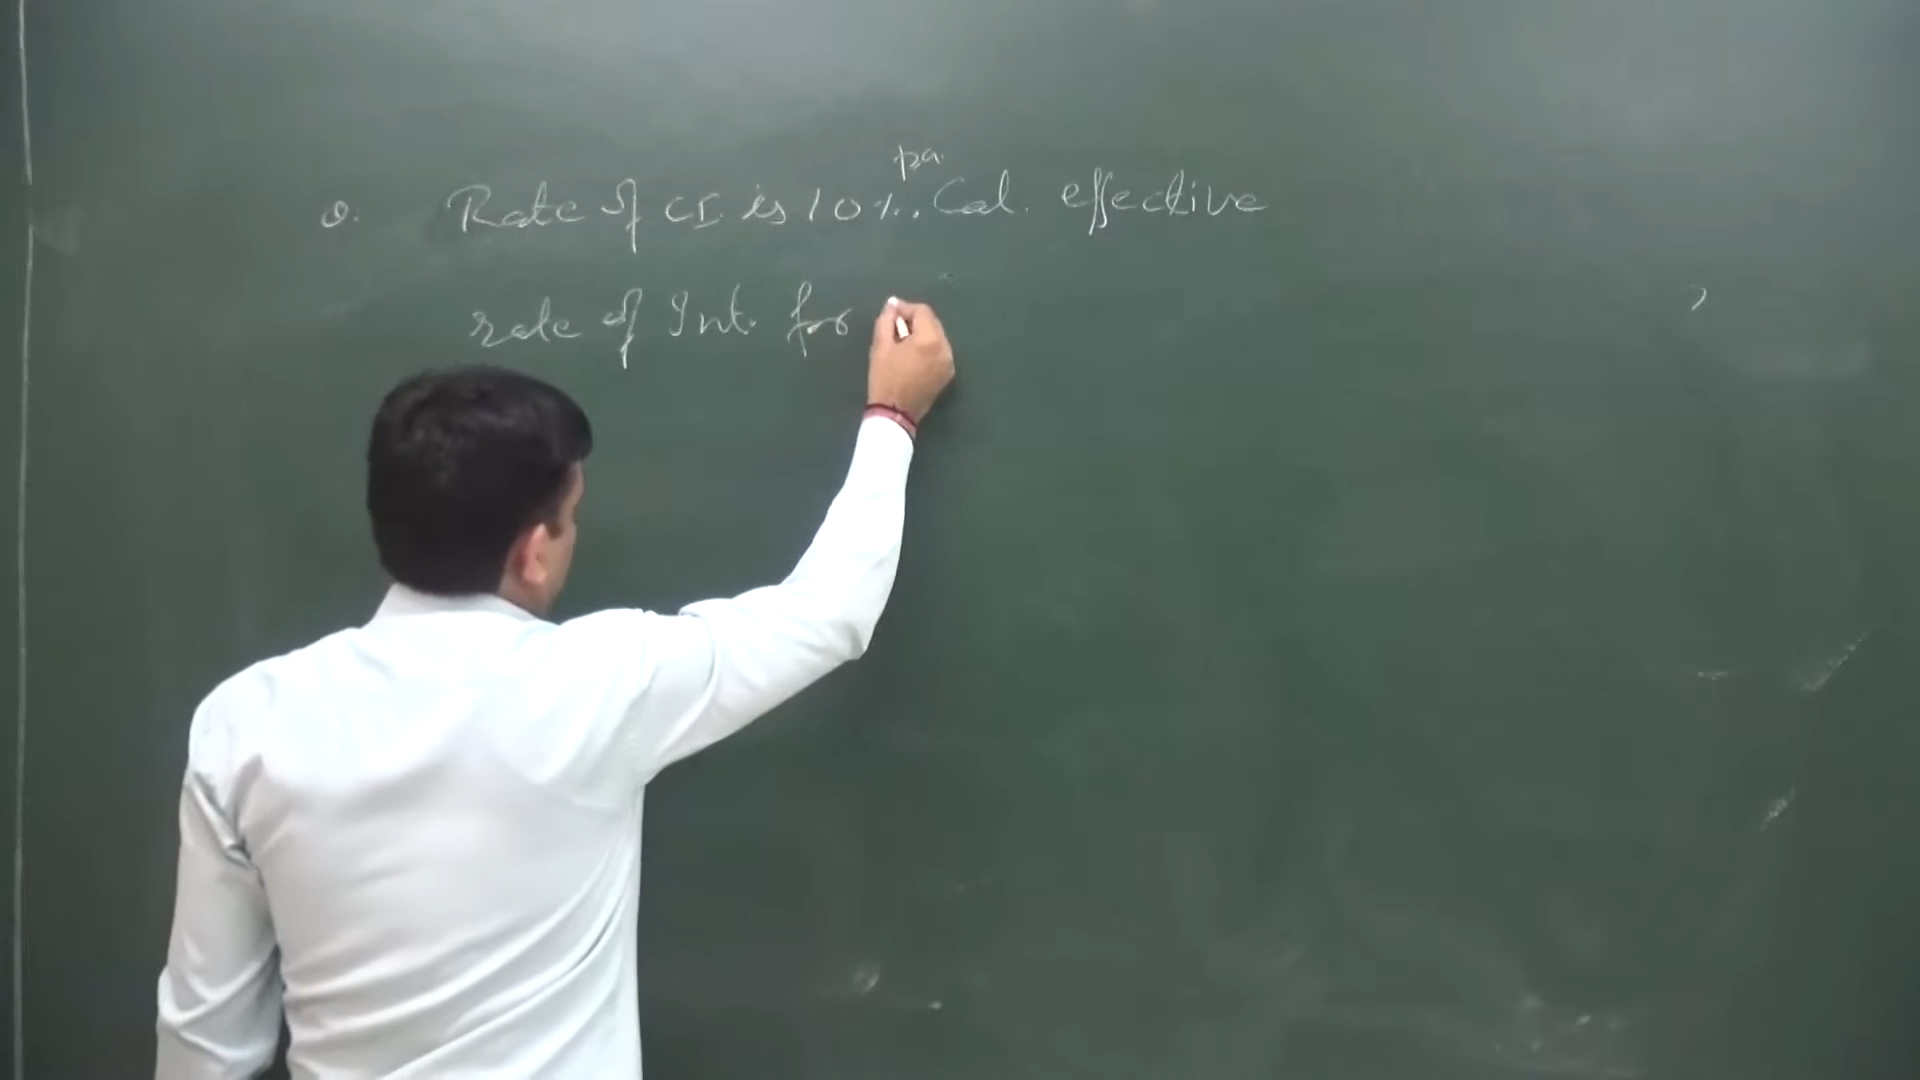 Q. Rate of CI. is 10% pa. Cal. effective
rate of Int. for